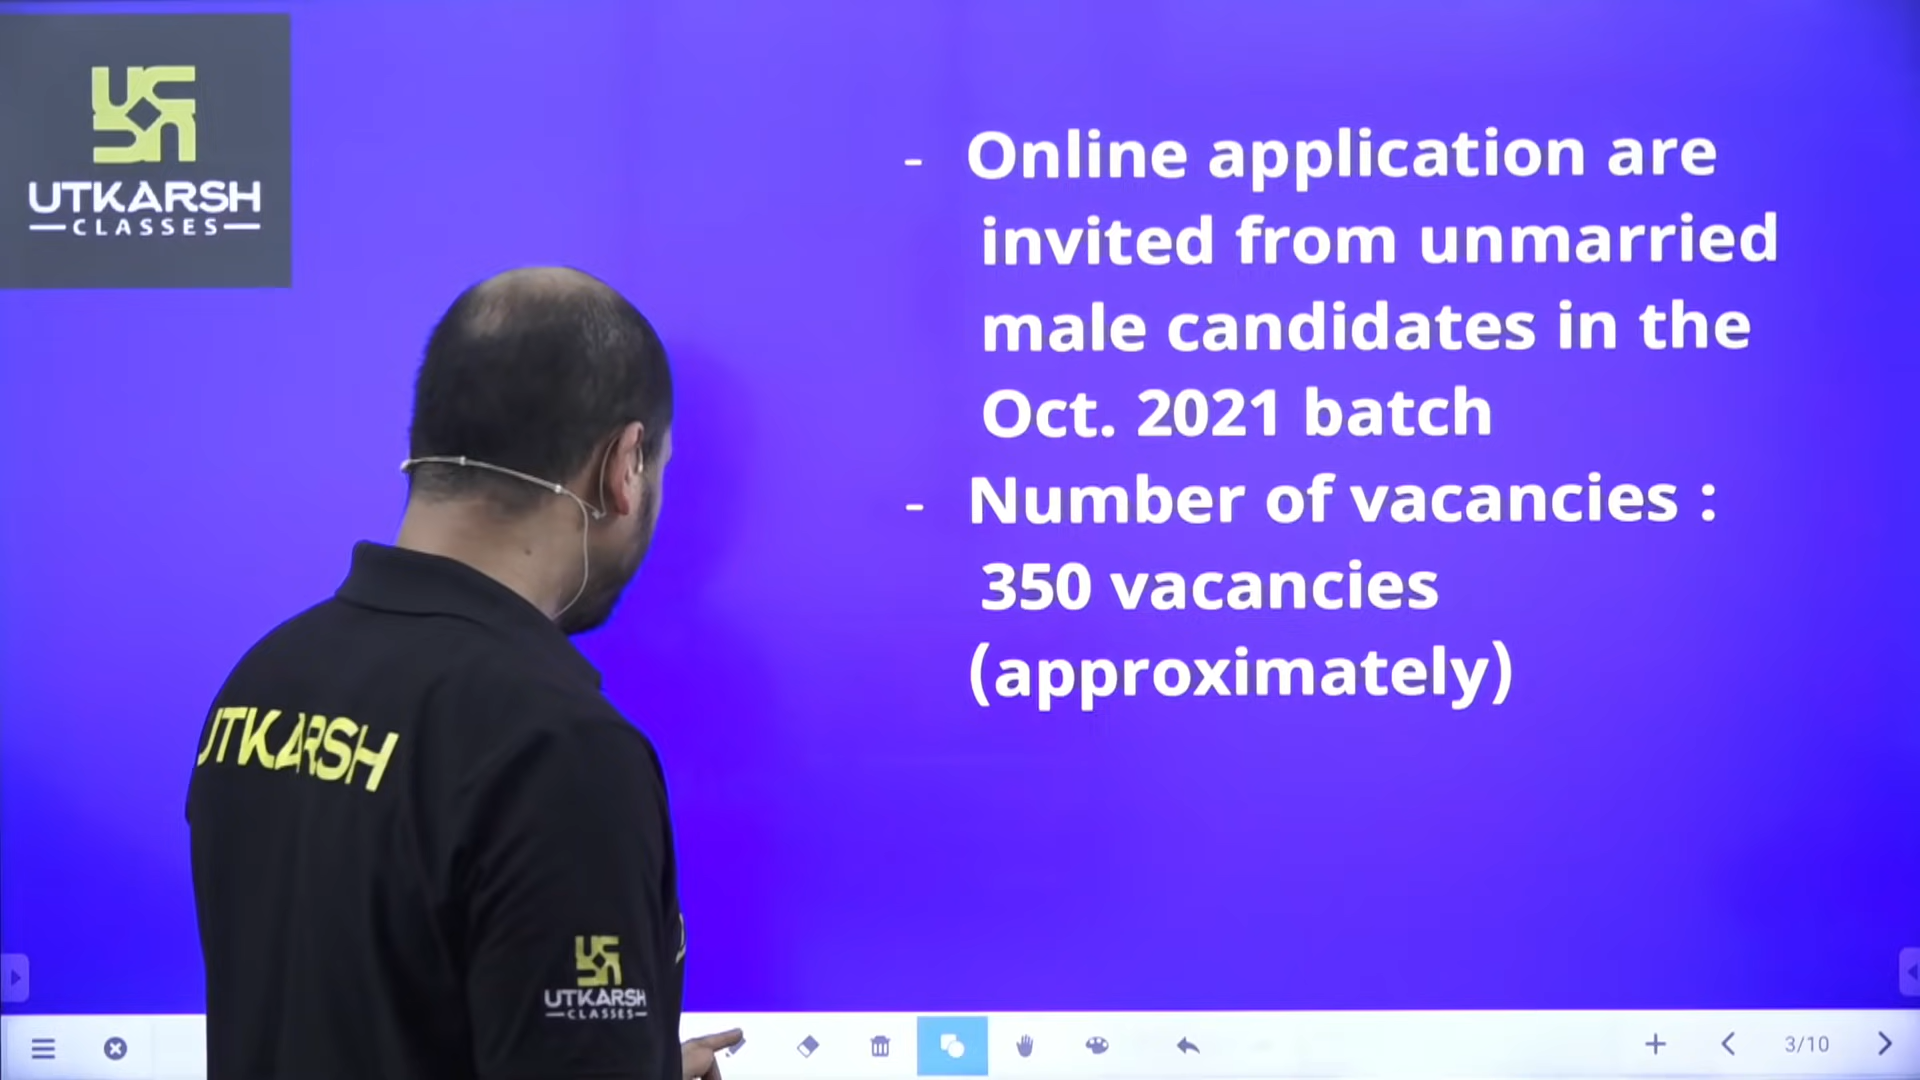 UTKARSH
CLASSES
- Online application are
invited from unmarried
male candidates in the
Oct. 2021 batch
- Number of vacancies :
350 vacancies
(approximately)
UTKARSH
UTKARSH
CLASSES
3/10